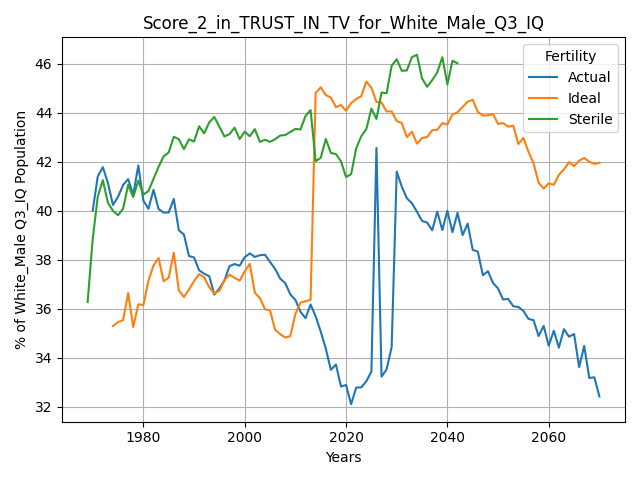 Score_2_in_TRUST_IN_TV_for_White_Male_Q3_IQ
% of White_Male Q3_IQ Population
46
44
42
40
38
36
34
32
Fertility
Actual
Ideal
Sterile
1980
2000
2020
2040
2060
Years